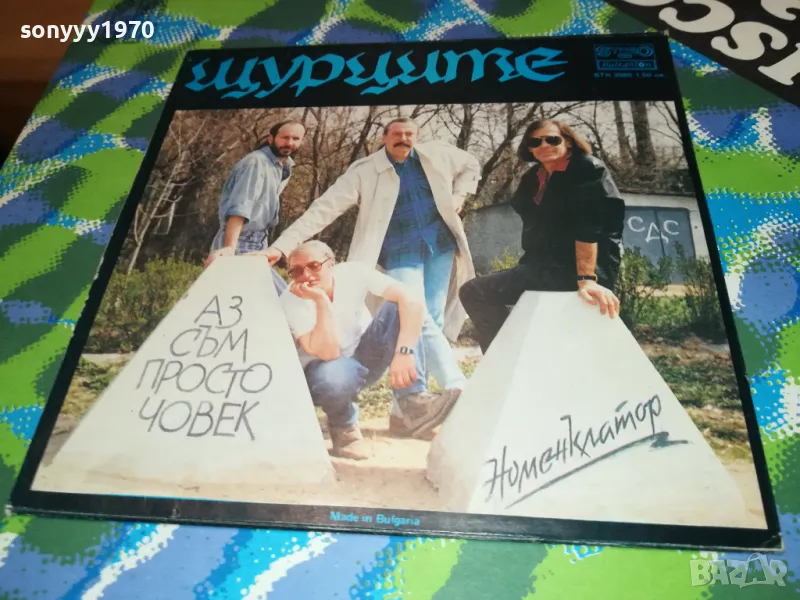 sonyyy1970
щурците
Balkanton
Made in Bulgaria
СДС
АЗ
СЪМ
ПРОСТО
ЧОВЕК
Номенклатор
BAZAR